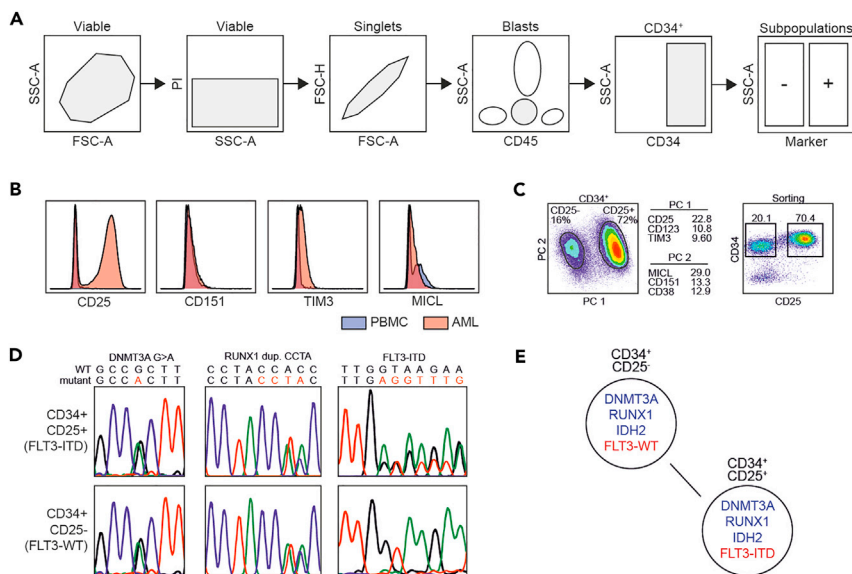 A
Viable
Viable
Singlets
Blasts
CD34⁺
Subpopulations
SSC-A
PI
FSC-H
SSC-A
SSC-A
SSC-A
-
+
FSC-A
SSC-A
FSC-A
CD45
CD34
Marker
B
CD25
CD151
TIM3
MICL
PBMC
AML
C
CD34⁺
CD25-
16%
CD25+
72%
PC 2
PC 1
PC 1
CD25 22.8
CD123 10.8
TIM3 9.60
PC 2
MICL 29.0
CD151 13.3
CD38 12.9
Sorting
20.1
70.4
CD34
CD25
D
DNMT3A G>A
RUNX1 dup. CCTA
FLT3-ITD
WT G C C G C T T
C C T A C C A C C
T T G G T A A G A A
mutant G C C A C T T
C C T A C C T A C
T T G A G G T T T G
CD34+
CD25+
(FLT3-ITD)
CD34+
CD25-
(FLT3-WT)
E
CD34⁺
CD25⁻
DNMT3A
RUNX1
IDH2
FLT3-WT
CD34⁺
CD25⁺
DNMT3A
RUNX1
IDH2
FLT3-ITD